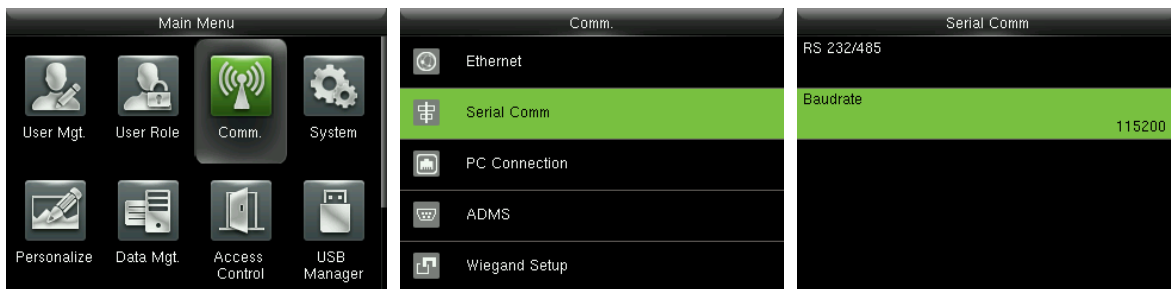 Main Menu
User Mgt.
User Role
Comm.
System
Personalize
Data Mgt.
Access
Control
USB
Manager
Comm.
Ethernet
Serial Comm
PC Connection
ADMS
Wiegand Setup
Serial Comm
RS 232/485
Baudrate
115200